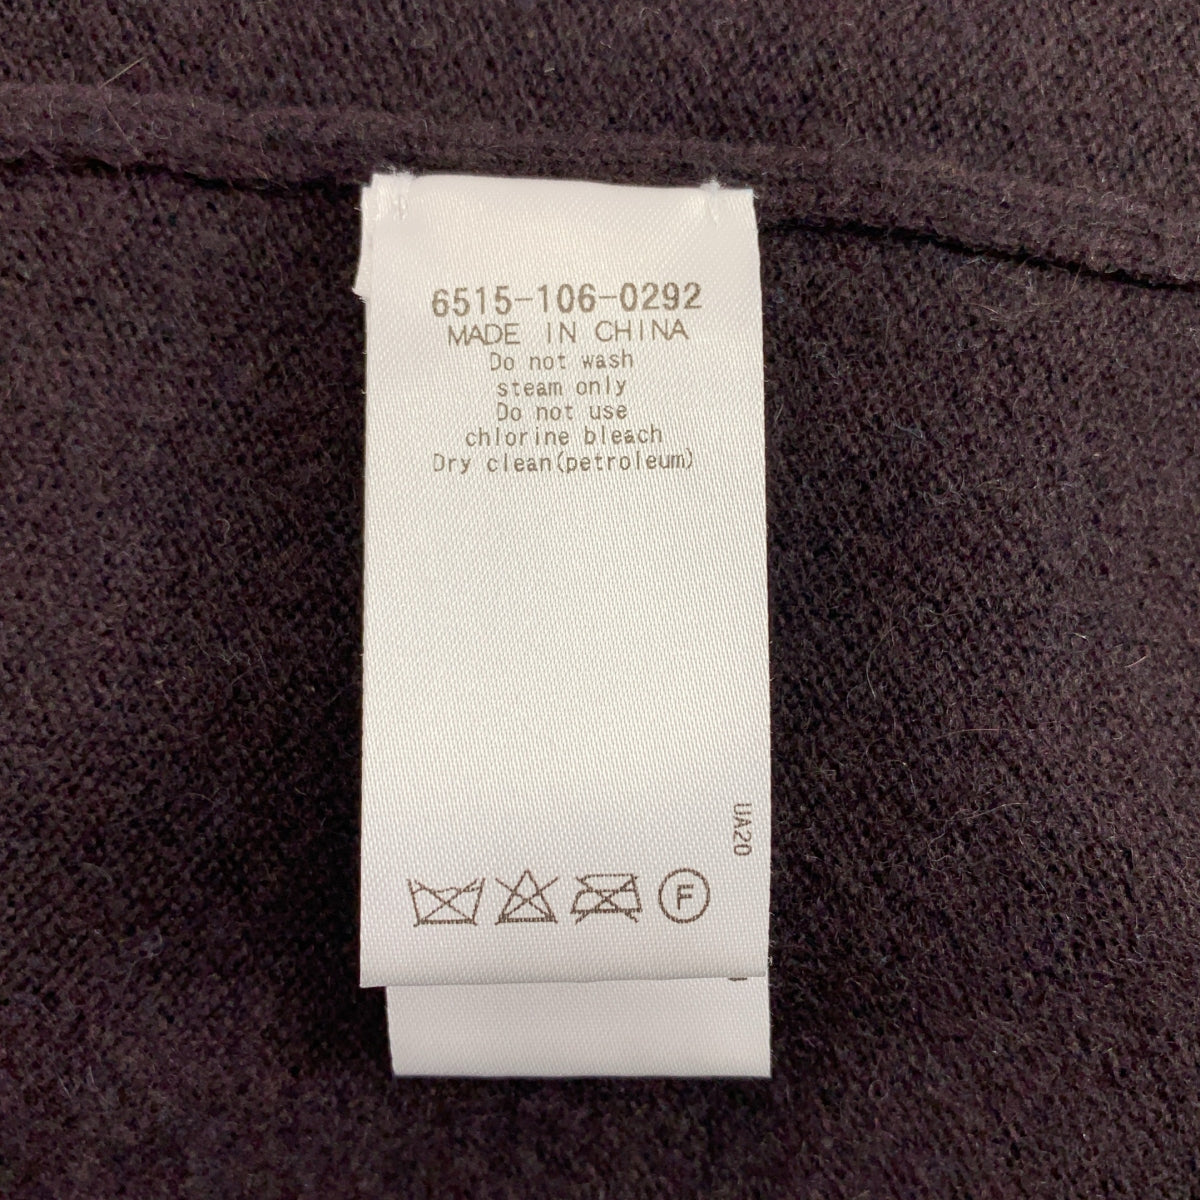 6515-106-0292
MADE IN CHINA
Do not wash
steam only
Do not use
chlorine bleach
Dry clean(petroleum)
UA20
F